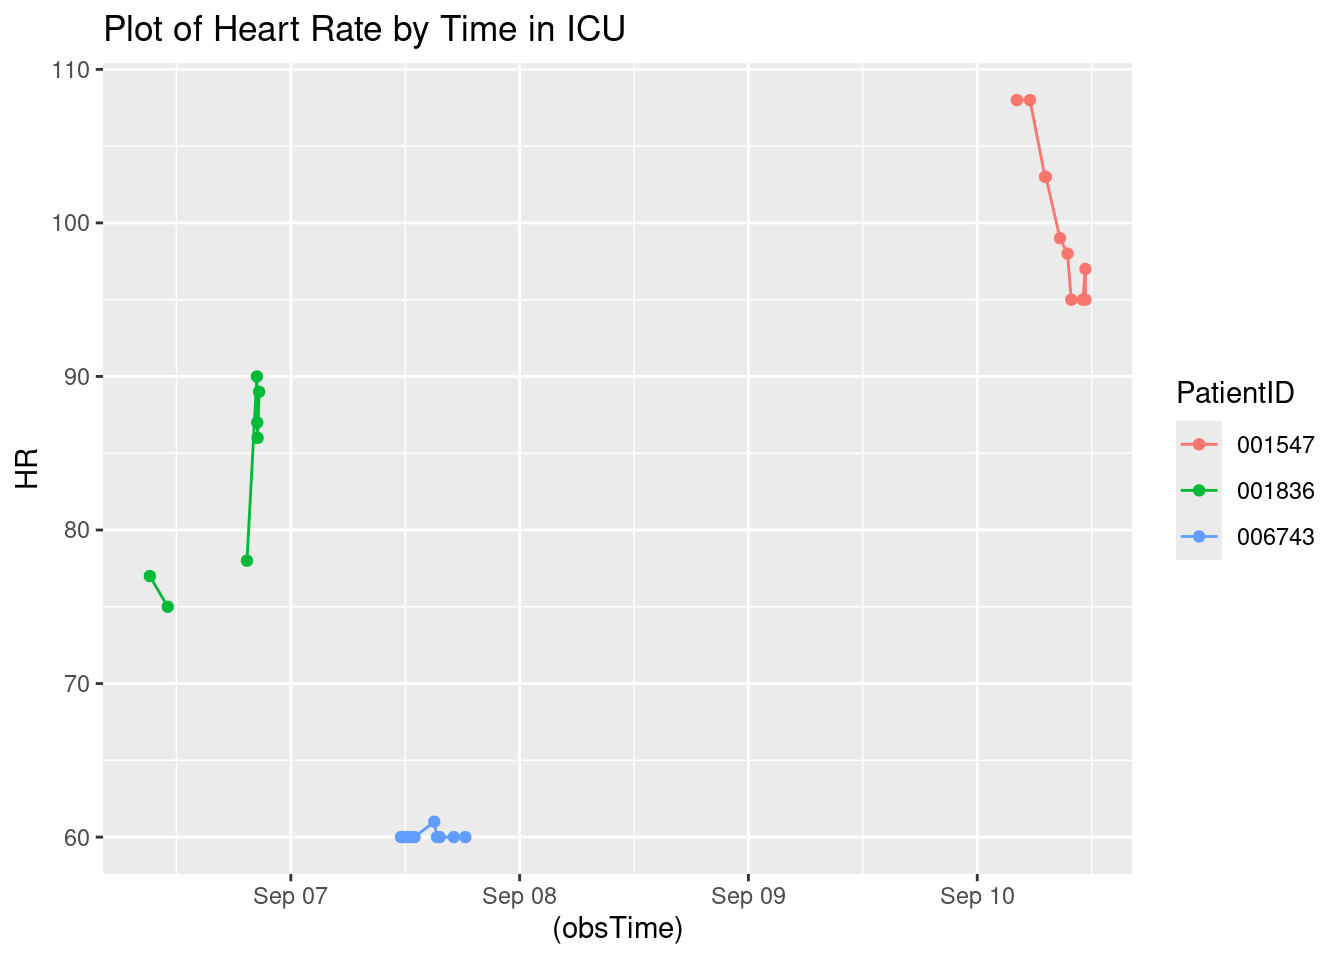 Plot of Heart Rate by Time in ICU
110
100
90
80
70
60
HR
Sep 07
Sep 08
Sep 09
Sep 10
(obsTime)
PatientID
001547
001836
006743